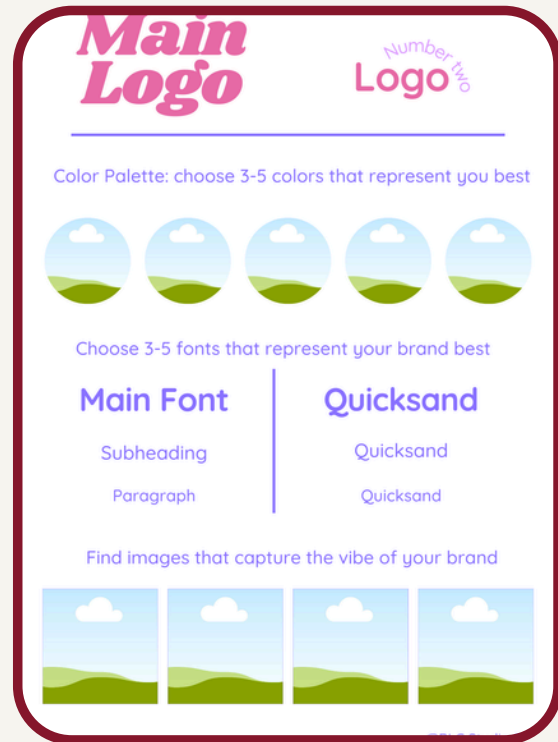 Main
Logo
Number two
Logo
Color Palette: choose 3-5 colors that represent you best
Choose 3-5 fonts that represent your brand best
Main Font
Quicksand
Subheading
Quicksand
Paragraph
Quicksand
Find images that capture the vibe of your brand